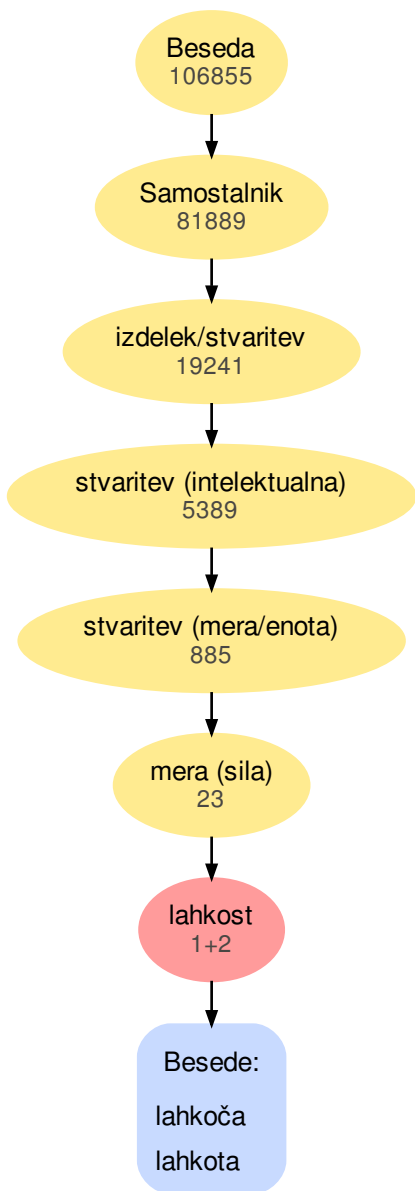 Beseda
106855
Samostalnik
81889
izdelek/stvaritev
19241
stvaritev (intelektualna)
5389
stvaritev (mera/enota)
885
mera (sila)
23
lahkost
1+2
Besede:
lahkoča
lahkota